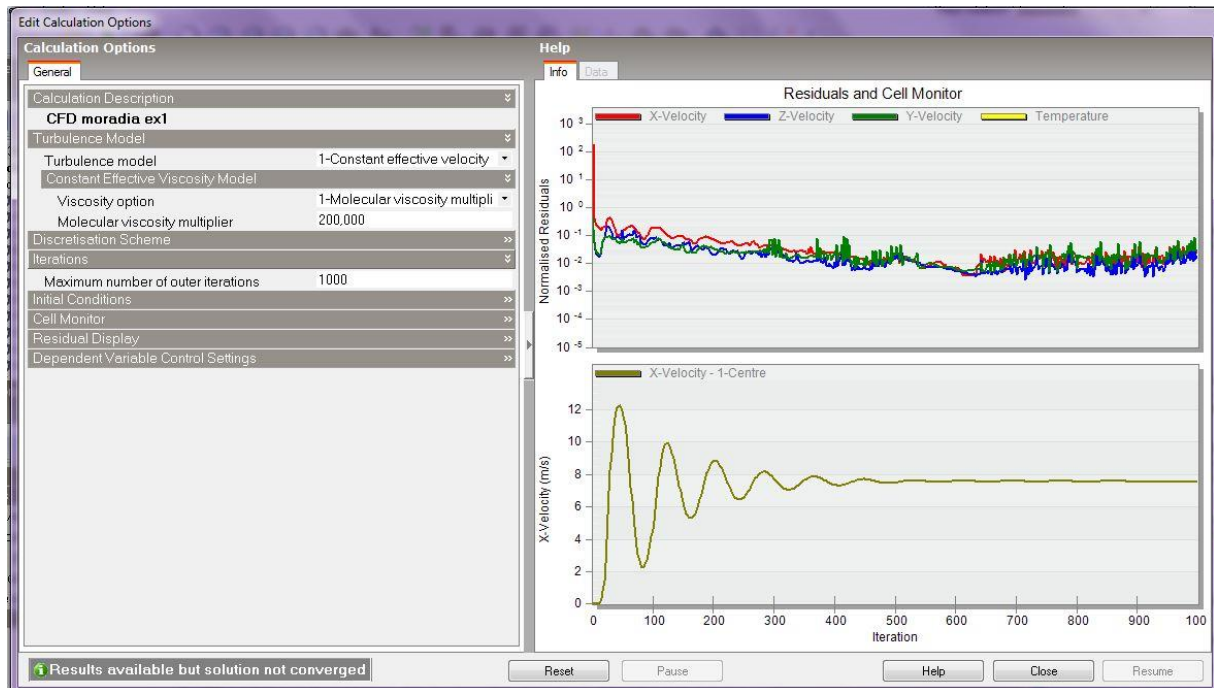 Edit Calculation Options
Calculation Options
General
Calculation Description
CFD moradia ex1
Turbulence Model
Turbulence model 1-Constant effective velocity
Constant Effective Viscosity Model
Viscosity option 1-Molecular viscosity multipli
Molecular viscosity multiplier 200,000
Discretisation Scheme
Iterations
Maximum number of outer iterations 1000
Initial Conditions
Cell Monitor
Residual Display
Dependent Variable Control Settings
Help
Info Data
Residuals and Cell Monitor
X-Velocity Z-Velocity Y-Velocity Temperature
Normalised Residuals
10 3
10 2
10 1
10 0
10 -1
10 -2
10 -3
10 -4
10 -5
X-Velocity - 1-Centre
X-Velocity (m/s)
12
10
8
6
4
2
0
0 100 200 300 400 500 600 700 800 900 100
Iteration
Results available but solution not converged
Reset Pause Help Close Resume